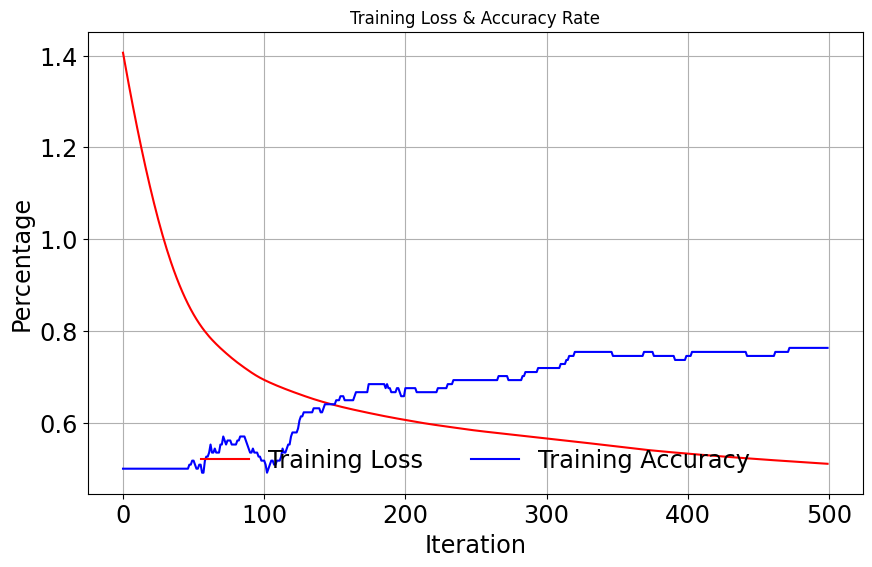 Training Loss & Accuracy Rate
1.4
1.2
1.0
0.8
0.6
Percentage
Training Loss Training Accuracy
0 100 200 300 400 500
Iteration